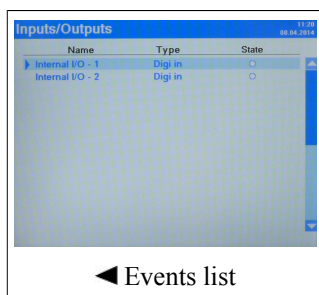 Inputs/Outputs
11:20
08.04.2014
Name Type State
Internal I/O - 1 Digi in
Internal I/O - 2 Digi in
Events list